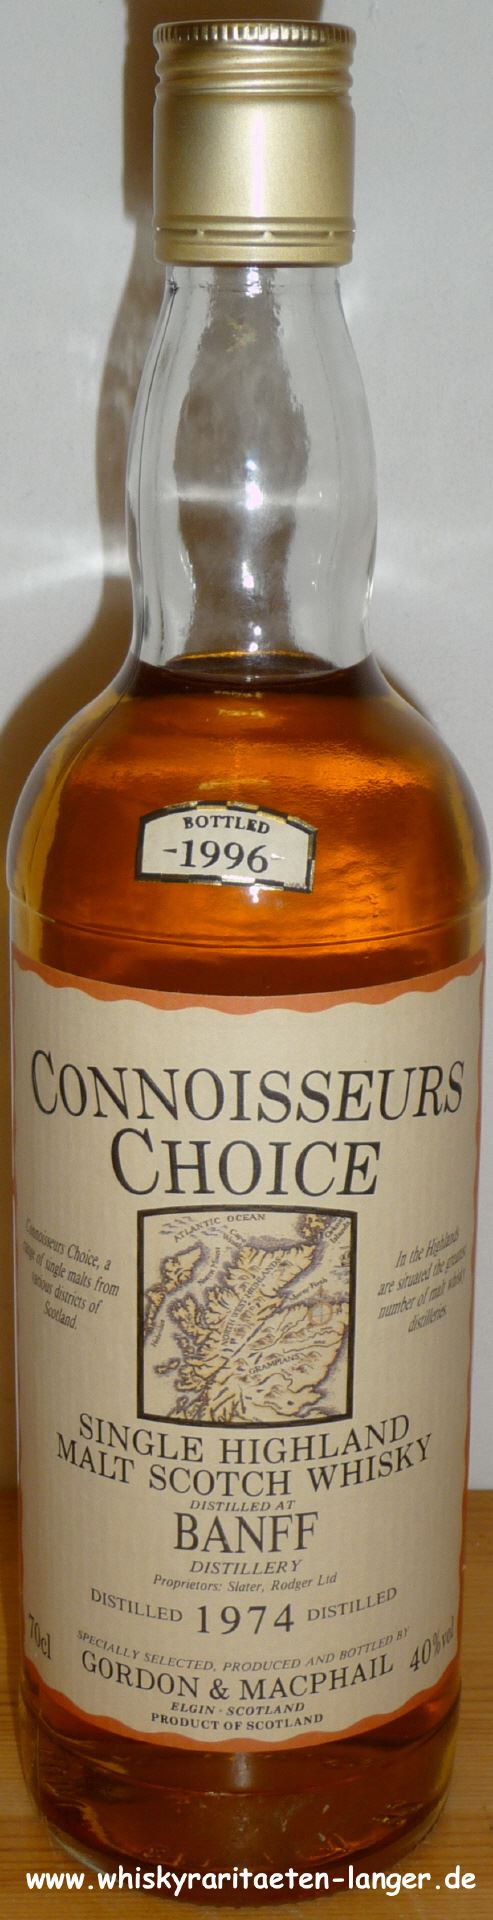 BOTTLED
-1996-
CONNOISSEURS
CHOICE
Connoisseurs Choice, a
range of single malts from
various districts of
Scotland.
ATLANTIC OCEAN
NORTH WEST HIGHLANDS
GRAMPIANS
In the Highlands
are situated the greatest
number of malt whisky
distilleries.
SINGLE HIGHLAND
MALT SCOTCH WHISKY
DISTILLED AT
BANFF
DISTILLERY
Proprietors: Slater, Rodger Ltd
DISTILLED 1974 DISTILLED
70cl
SPECIALLY SELECTED, PRODUCED AND BOTTLED BY
GORDON & MACPHAIL
40%vol
ELGIN · SCOTLAND
PRODUCT OF SCOTLAND
www.whiskyraritaeten-langer.de